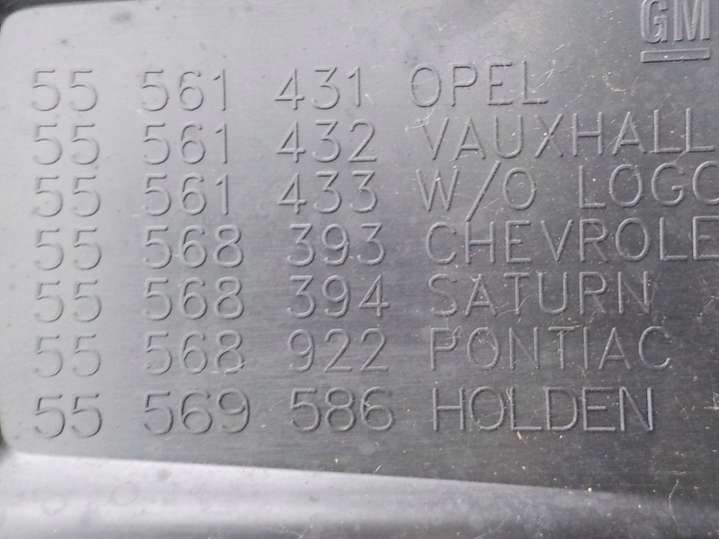 GM
55 561 431 OPEL
55 561 432 VAUXHALL
55 561 433 W/O LOGO
55 568 393 CHEVROLE
55 568 394 SATURN
55 568 922 PONTIAC
55 569 586 HOLDEN